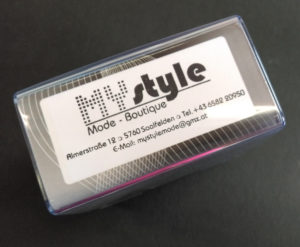 MY style
Mode - Boutique
Almerstraße 12 a 5760 Saalfelden a Tel. +43 6582 20950
E-Mail: mystylemode@gmx.at